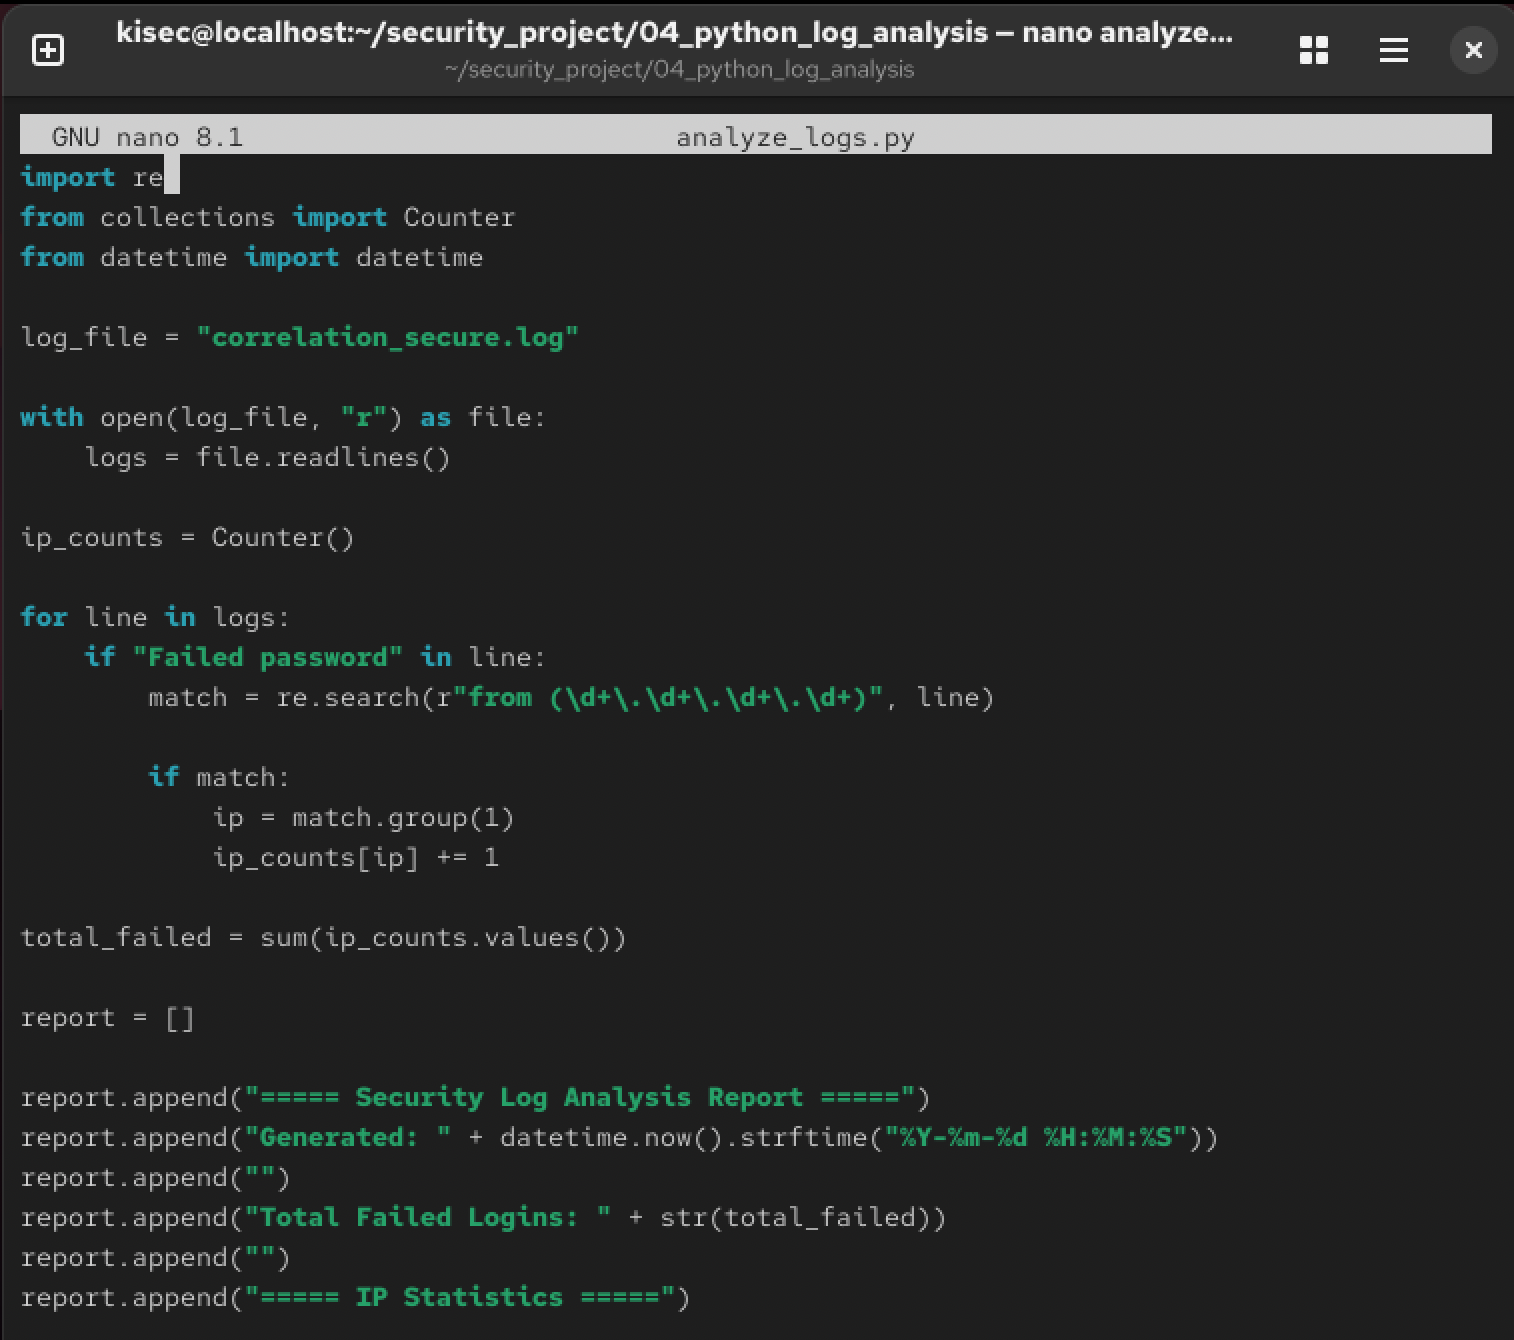 kisec@localhost:~/security_project/04_python_log_analysis — nano analyze...
~/security_project/04_python_log_analysis
GNU nano 8.1 analyze_logs.py
import re
from collections import Counter
from datetime import datetime
log_file = "correlation_secure.log"
with open(log_file, "r") as file:
    logs = file.readlines()
ip_counts = Counter()
for line in logs:
    if "Failed password" in line:
        match = re.search(r"from (\d+\.\d+\.\d+\.\d+)", line)
        if match:
            ip = match.group(1)
            ip_counts[ip] += 1
total_failed = sum(ip_counts.values())
report = []
report.append("===== Security Log Analysis Report =====")
report.append("Generated: " + datetime.now().strftime("%Y-%m-%d %H:%M:%S"))
report.append("")
report.append("Total Failed Logins: " + str(total_failed))
report.append("")
report.append("===== IP Statistics =====")